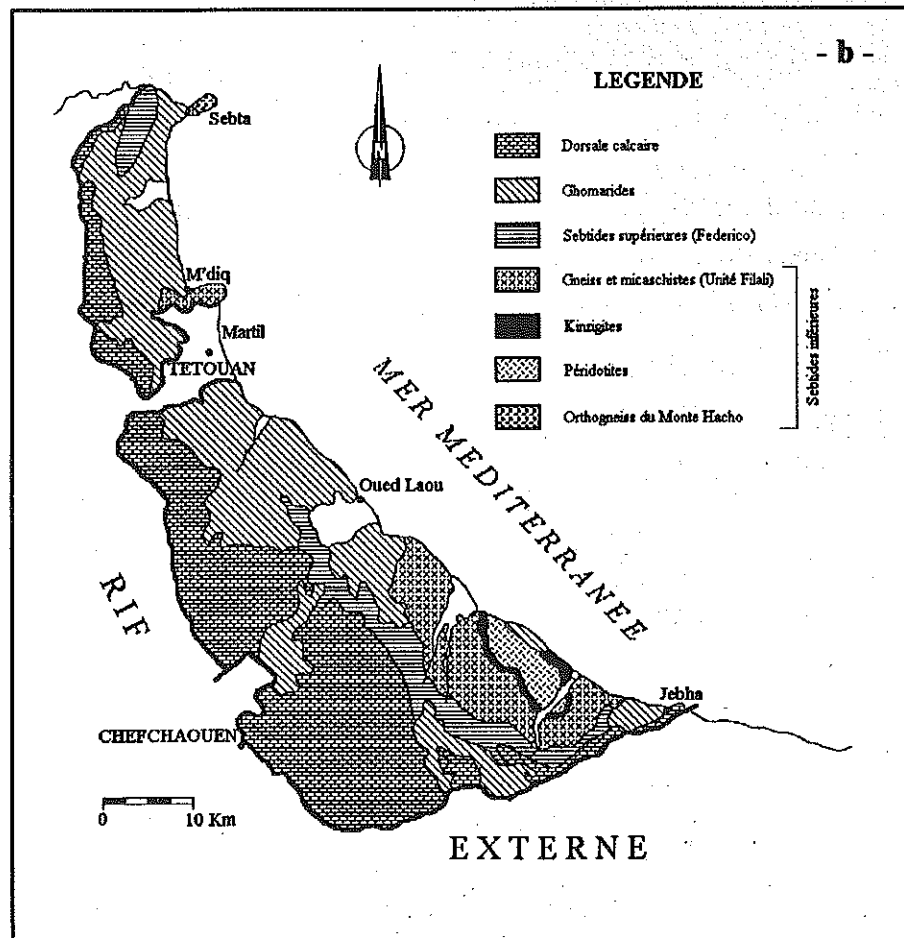 - b -
LEGENDE
Dorsale calcaire
Ghomarides
Sebtides supérieures (Federico)
Gneiss et micaschistes (Unité Filali)
Kinzigites
Péridotites
Orthogneiss du Monte Hacho
Sebtides inférieures
Sebta
M'diq
Martil
TETOUAN
MER MEDITERRANEE
Oued Laou
RIF
Jebha
CHEFCHAOUEN
0 10 Km
EXTERNE